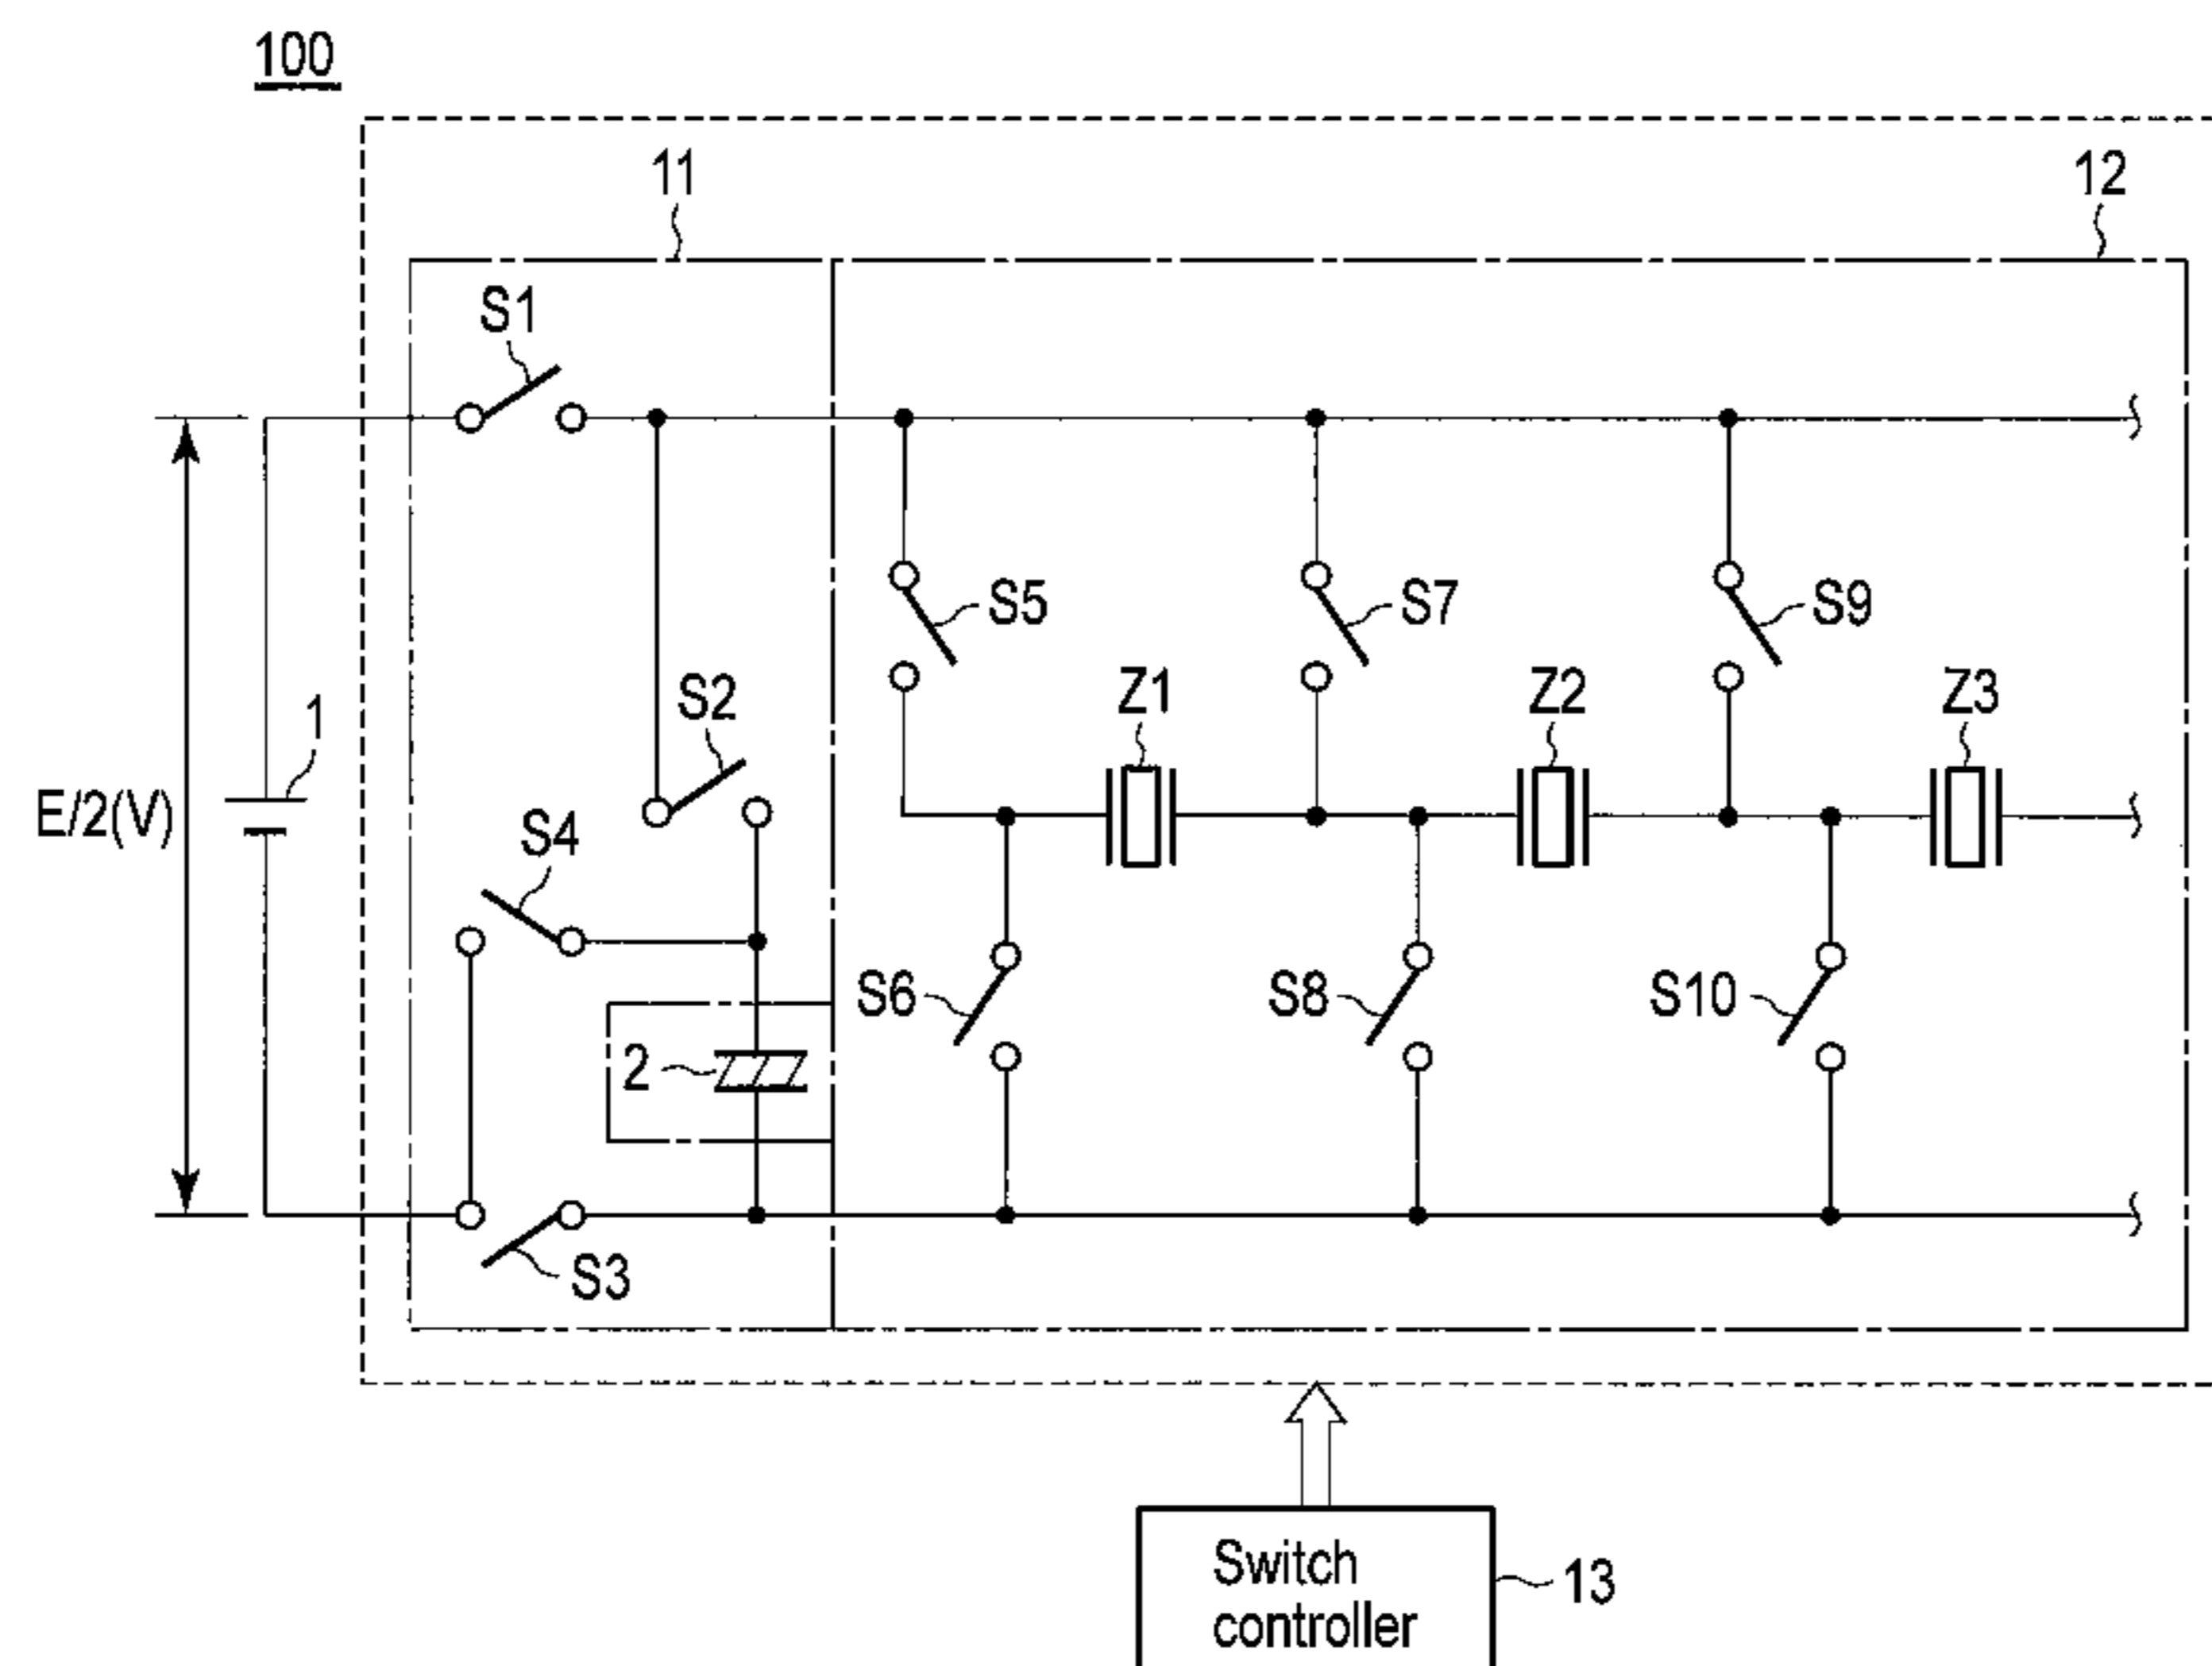 100
11
12
S1
S5
S7
S9
S2
Z1
Z2
Z3
1
E/2(V)
S4
S6
S8
S10
2
S3
Switch
controller
13